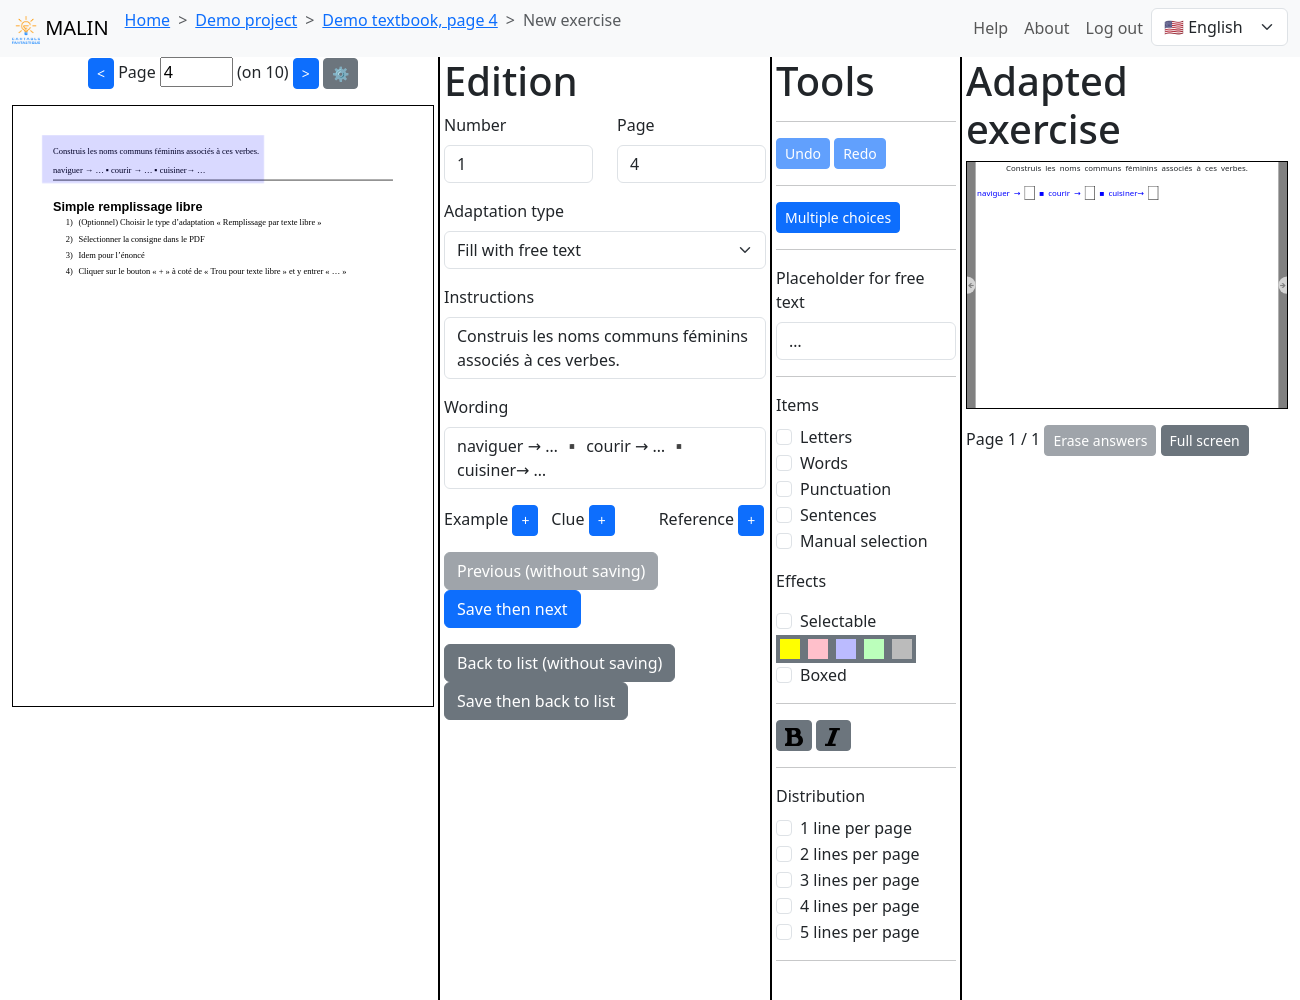 MALIN
Home > Demo project > Demo textbook, page 4 > New exercise
Help About Log out 🇺🇸 English
< Page 4 (on 10) > ⚙️
Construis les noms communs féminins associés à ces verbes.
naviguer → … ▪ courir → … ▪ cuisiner→ …
Simple remplissage libre
1) (Optionnel) Choisir le type d’adaptation « Remplissage par texte libre »
2) Sélectionner la consigne dans le PDF
3) Idem pour l’énoncé
4) Cliquer sur le bouton « + » à coté de « Trou pour texte libre » et y entrer « … »
Edition
Number Page
1 4
Adaptation type
Fill with free text
Instructions
Construis les noms communs féminins
associés à ces verbes.
Wording
naviguer → … ▪ courir → … ▪
cuisiner→ …
Example + Clue + Reference +
Previous (without saving)
Save then next
Back to list (without saving)
Save then back to list
Tools
Undo Redo
Multiple choices
Placeholder for free
text
…
Items
Letters
Words
Punctuation
Sentences
Manual selection
Effects
Selectable
Boxed
B I
Distribution
1 line per page
2 lines per page
3 lines per page
4 lines per page
5 lines per page
Adapted
exercise
Construis les noms communs féminins associés à ces verbes.
naviguer → ▪ courir → ▪ cuisiner→
← →
Page 1 / 1 Erase answers Full screen